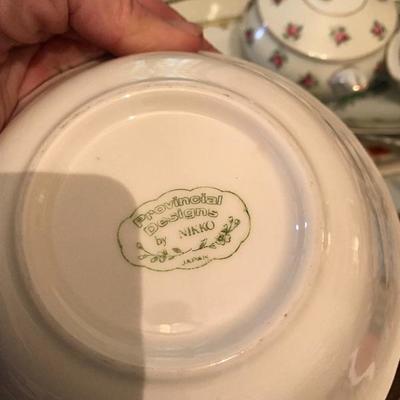 Provincial
Designs
by NIKKO
JAPAN